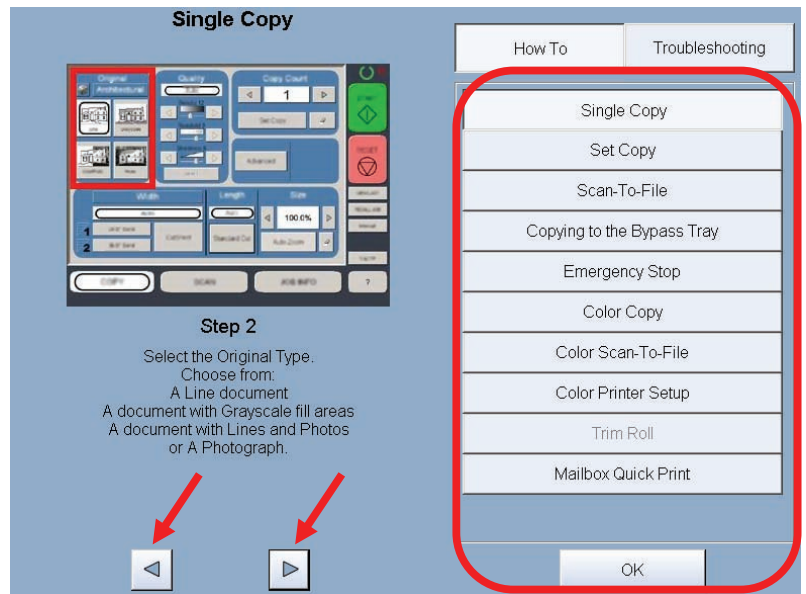 Single Copy
Original
Architectural
Quality
Copy Count
1
Set Copy
Advanced
RESET
Width
Length
Size
1
2
100.0%
Standard Cut
Auto Zoom
COPY
SCAN
JOB INFO
?
Step 2
Select the Original Type.
Choose from:
A Line document
A document with Grayscale fill areas
A document with Lines and Photos
or A Photograph.
How To
Troubleshooting
Single Copy
Set Copy
Scan-To-File
Copying to the Bypass Tray
Emergency Stop
Color Copy
Color Scan-To-File
Color Printer Setup
Trim Roll
Mailbox Quick Print
OK